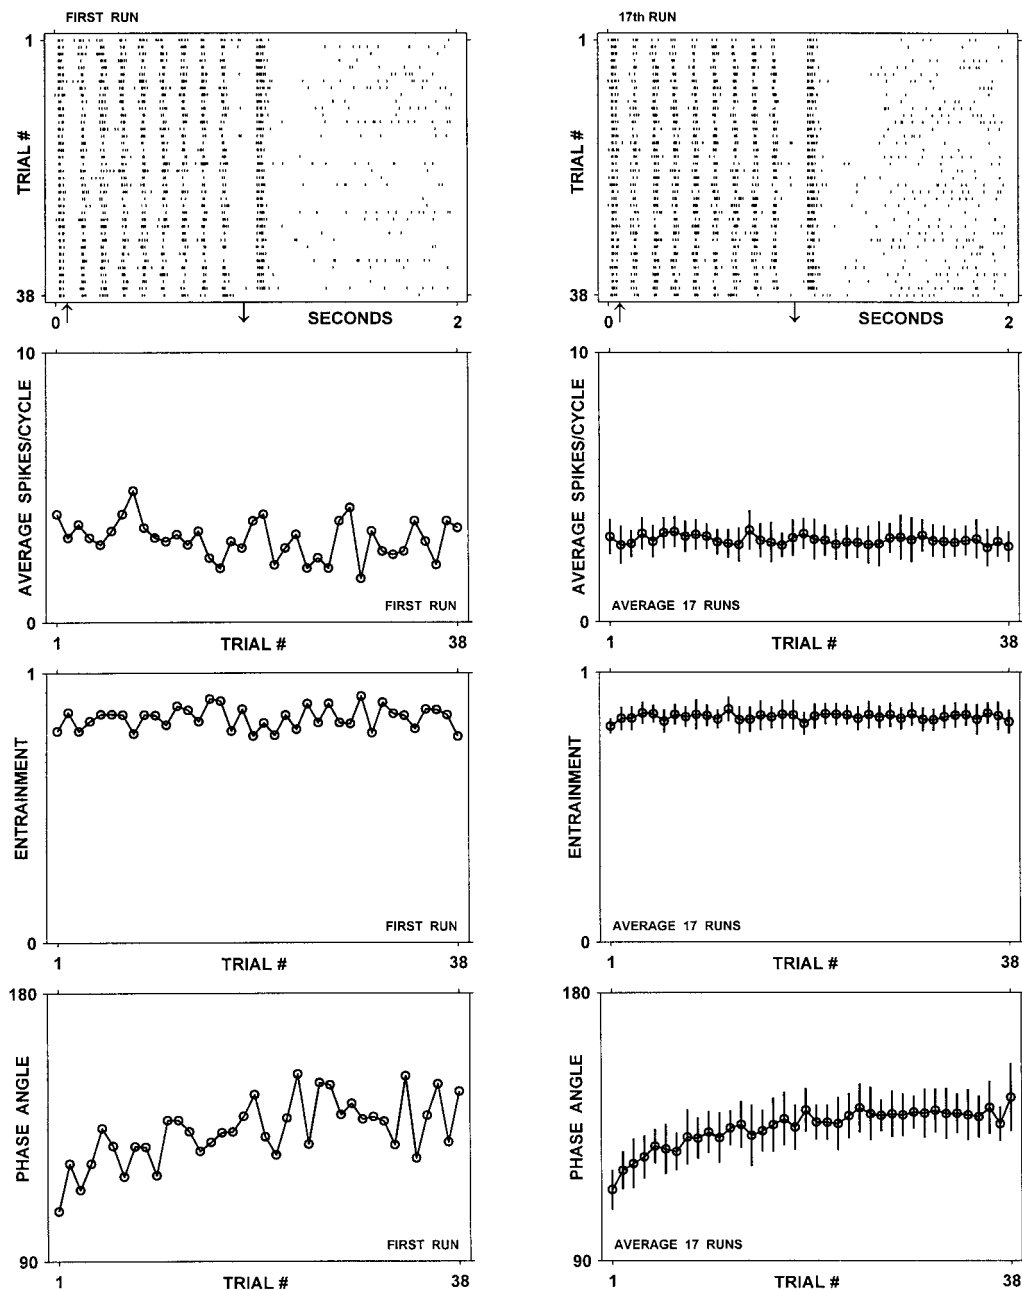 FIRST RUN
1
TRIAL #
38
0
SECONDS
2
17th RUN
1
TRIAL #
38
0
SECONDS
2
10
AVERAGE SPIKES/CYCLE
0
FIRST RUN
1
TRIAL #
38
10
AVERAGE SPIKES/CYCLE
0
AVERAGE 17 RUNS
1
TRIAL #
38
1
ENTRAINMENT
0
FIRST RUN
1
TRIAL #
38
1
ENTRAINMENT
0
AVERAGE 17 RUNS
1
TRIAL #
38
180
PHASE ANGLE
90
FIRST RUN
1
TRIAL #
38
180
PHASE ANGLE
90
AVERAGE 17 RUNS
1
TRIAL #
38